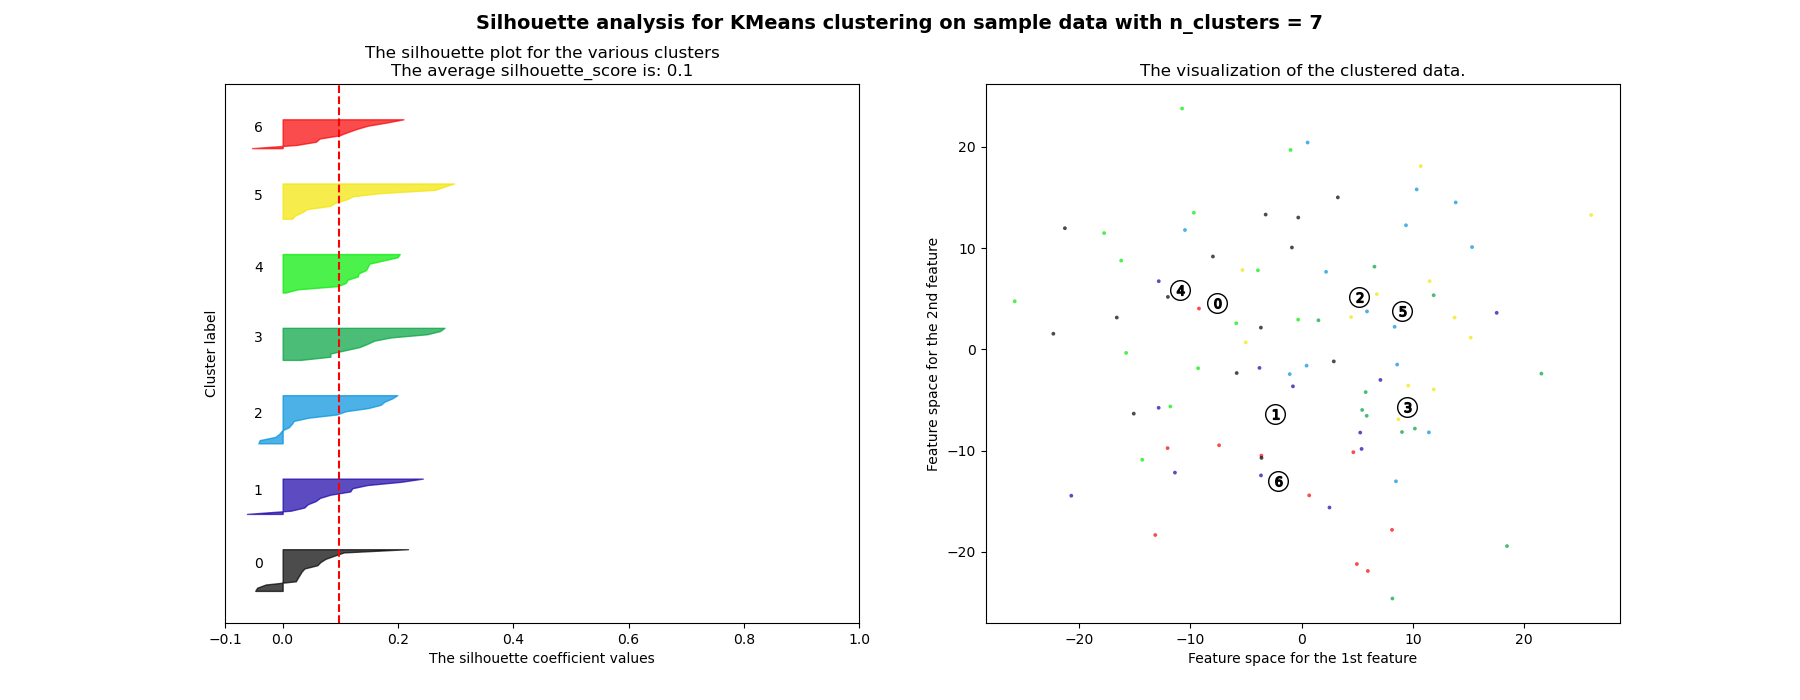 Silhouette analysis for KMeans clustering on sample data with n_clusters = 7
The silhouette plot for the various clusters
The average silhouette_score is: 0.1
Cluster label
6
5
4
3
2
1
0
−0.1 0.0 0.2 0.4 0.6 0.8 1.0
The silhouette coefficient values
The visualization of the clustered data.
Feature space for the 2nd feature
20
10
0
−10
−20
4
0
2
5
1
3
6
−20 −10 0 10 20
Feature space for the 1st feature